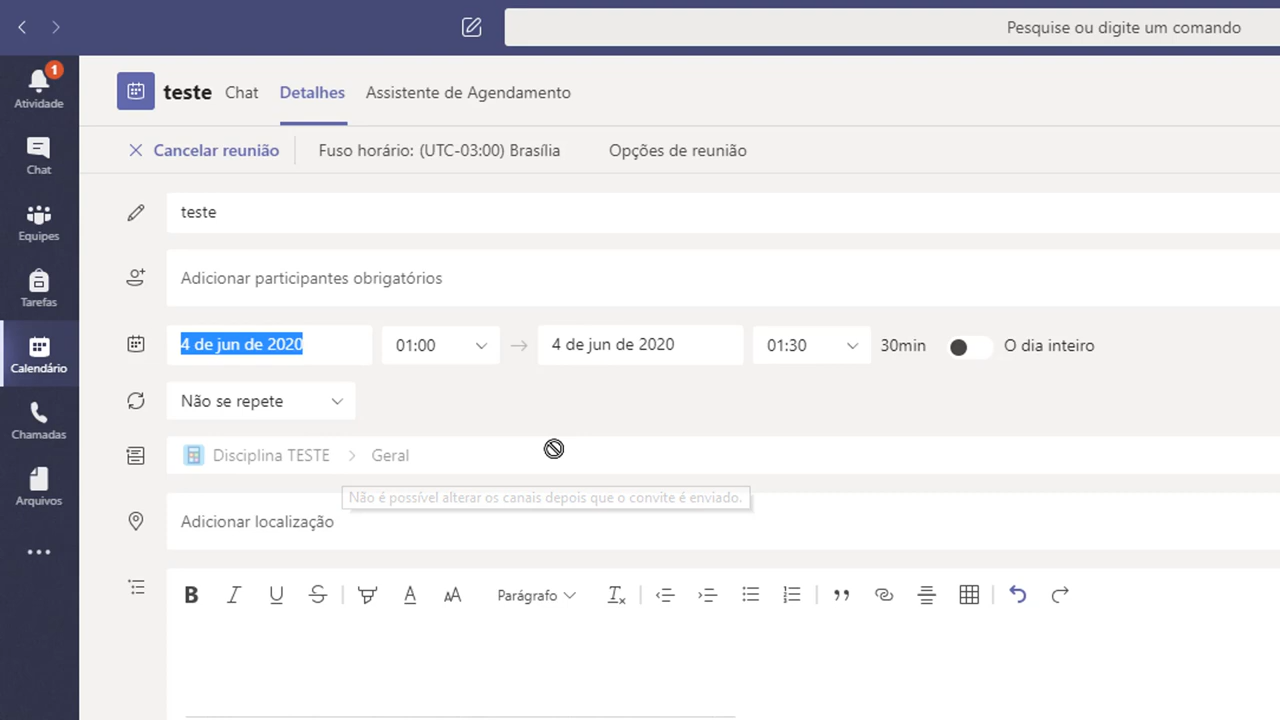 Pesquise ou digite um comando
1
Atividade
Chat
Equipes
Tarefas
Calendário
Chamadas
Arquivos
teste Chat Detalhes Assistente de Agendamento
Cancelar reunião Fuso horário: (UTC-03:00) Brasília Opções de reunião
teste
Adicionar participantes obrigatórios
4 de jun de 2020 01:00 4 de jun de 2020 01:30 30min O dia inteiro
Não se repete
Disciplina TESTE > Geral
Não é possível alterar os canais depois que o convite é enviado.
Adicionar localização
B I U S A AA Parágrafo Tx